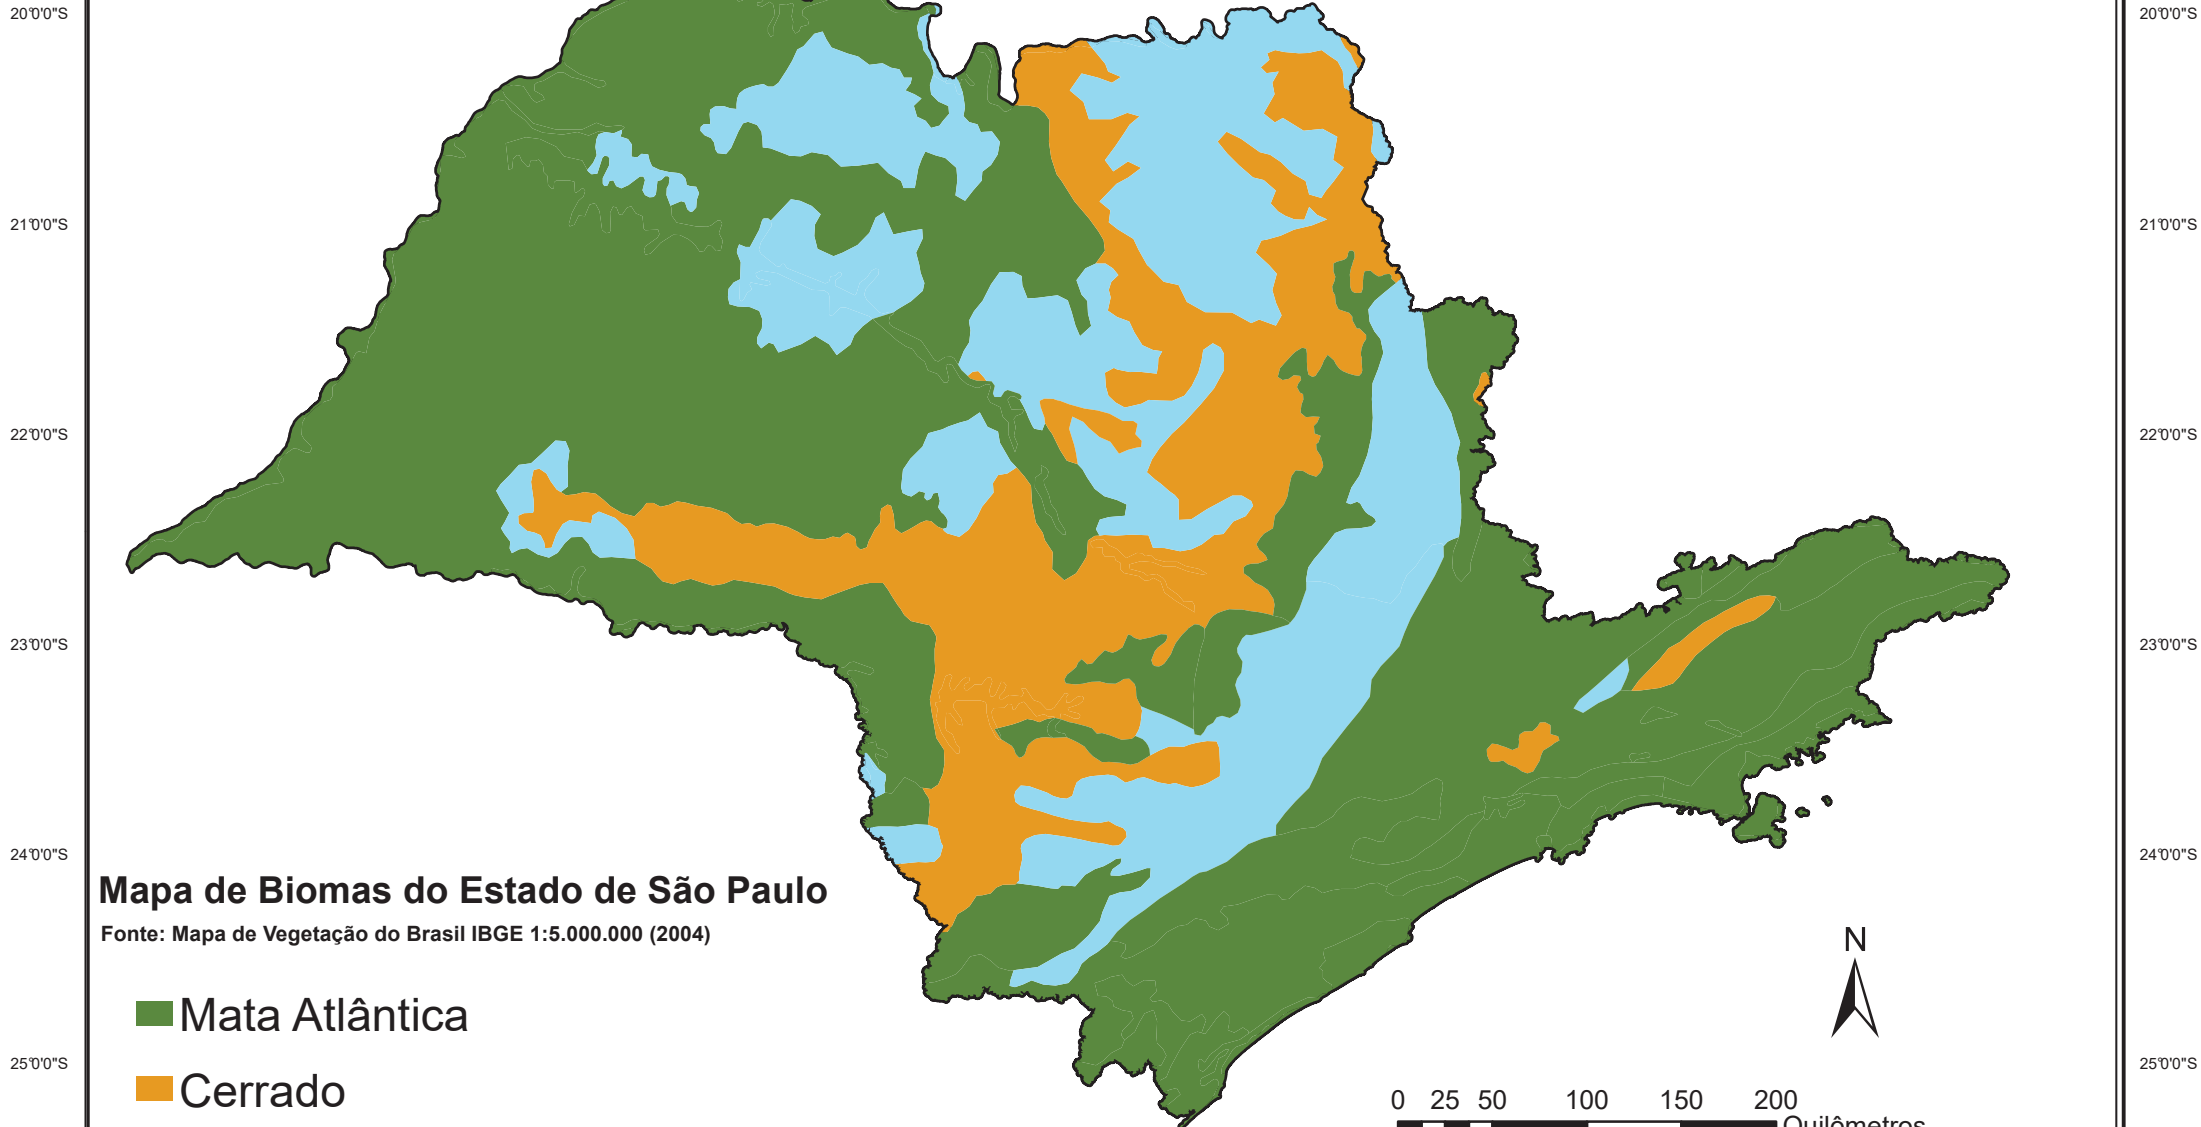 20°0'0"S 20°0'0"S
21°0'0"S 21°0'0"S
22°0'0"S 22°0'0"S
23°0'0"S 23°0'0"S
24°0'0"S 24°0'0"S
Mapa de Biomas do Estado de São Paulo
Fonte: Mapa de Vegetação do Brasil IBGE 1:5.000.000 (2004)
N
Mata Atlântica
25°0'0"S 25°0'0"S
Cerrado
0 25 50 100 150 200
Quilômetros